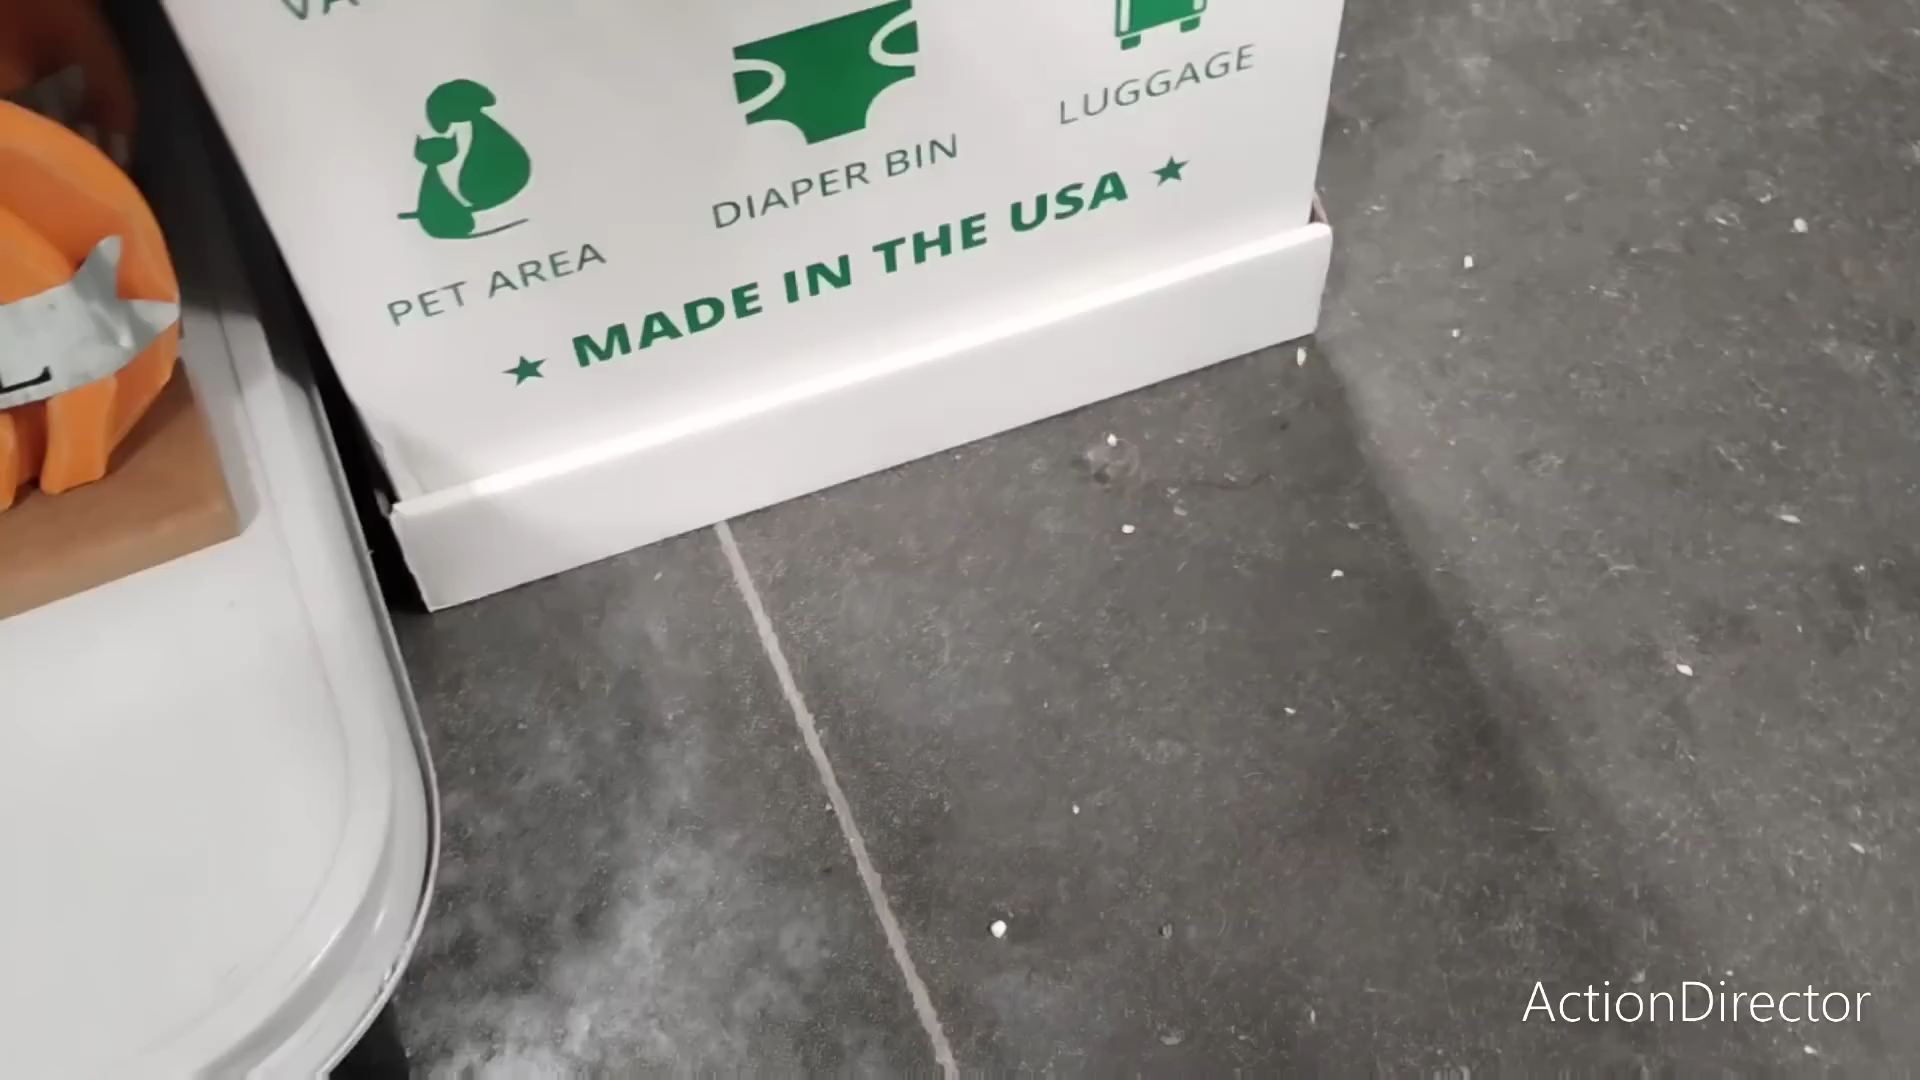 LUGGAGE
DIAPER BIN
PET AREA
★ MADE IN THE USA ★
ActionDirector